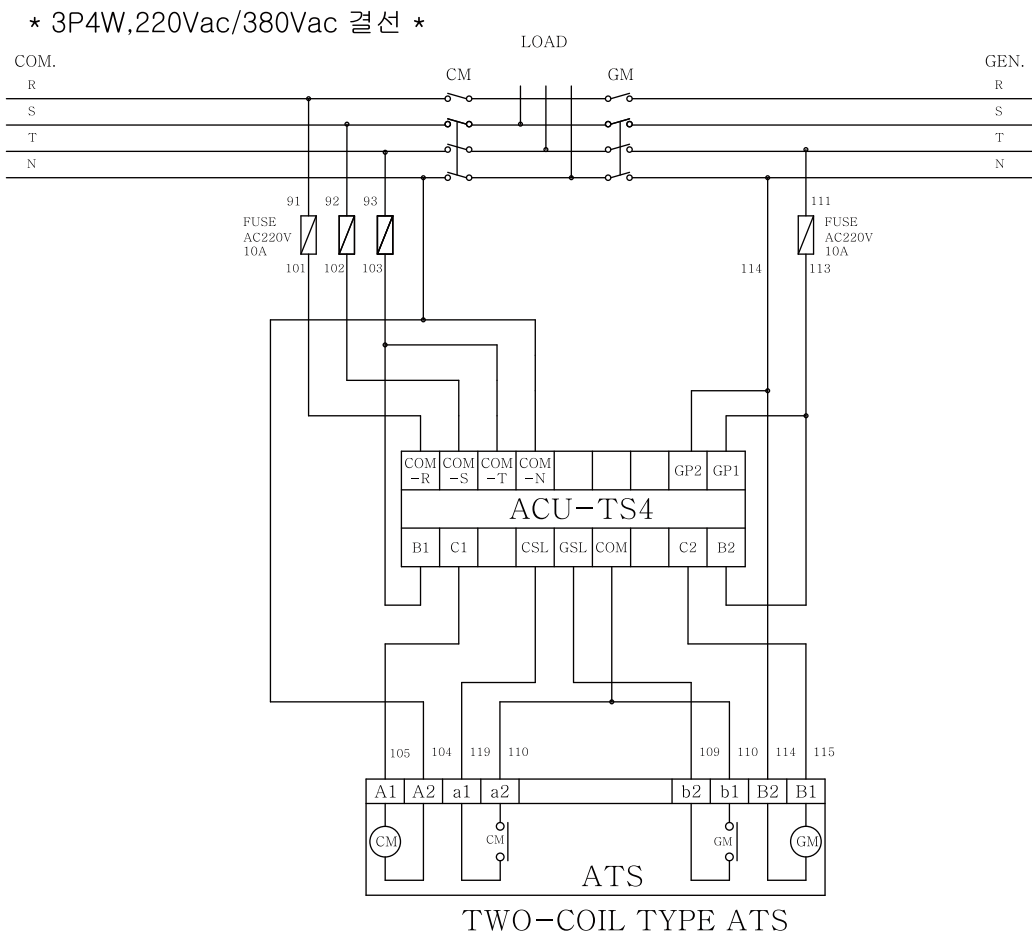 * 3P4W,220Vac/380Vac 결선 *
LOAD
COM.
GEN.
CM
GM
R
R
S
S
T
T
N
N
91
92
93
111
FUSE
AC220V
10A
FUSE
AC220V
10A
101
102
103
114
113
COM
-R
COM
-S
COM
-T
COM
-N
GP2
GP1
ACU-TS4
B1
C1
CSL
GSL
COM
C2
B2
105
104
119
110
109
110
114
115
A1
A2
a1
a2
b2
b1
B2
B1
CM
CM
GM
GM
ATS
TWO-COIL TYPE ATS